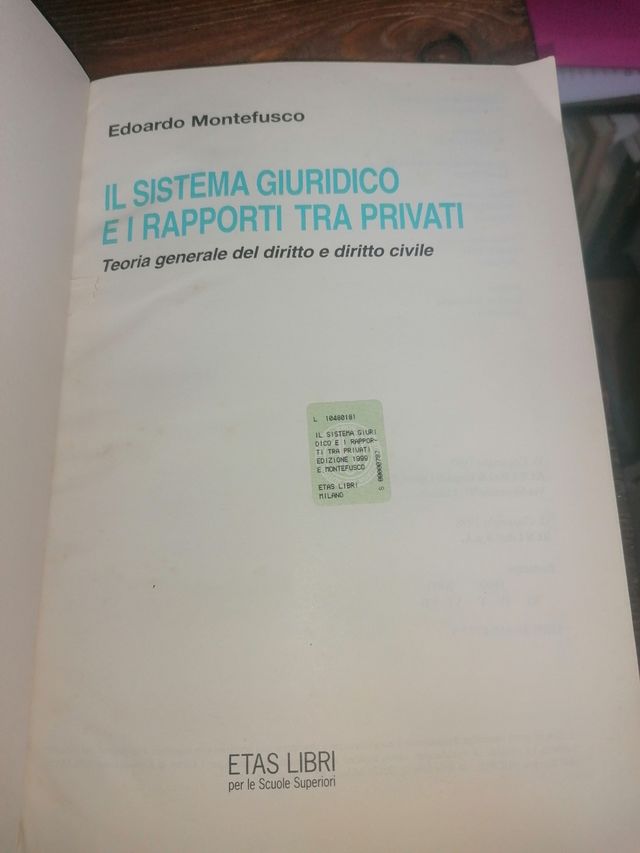 Edoardo Montefusco
IL SISTEMA GIURIDICO
E I RAPPORTI TRA PRIVATI
Teoria generale del diritto e diritto civile
L 10480181
IL SISTEMA GIURI
DICO E I RAPPOR-
TI TRA PRIVATI
EDIZIONE 1999
E MONTEFUSCO
ETAS LIBRI
MILANO
ETAS LIBRI
per le Scuole Superiori